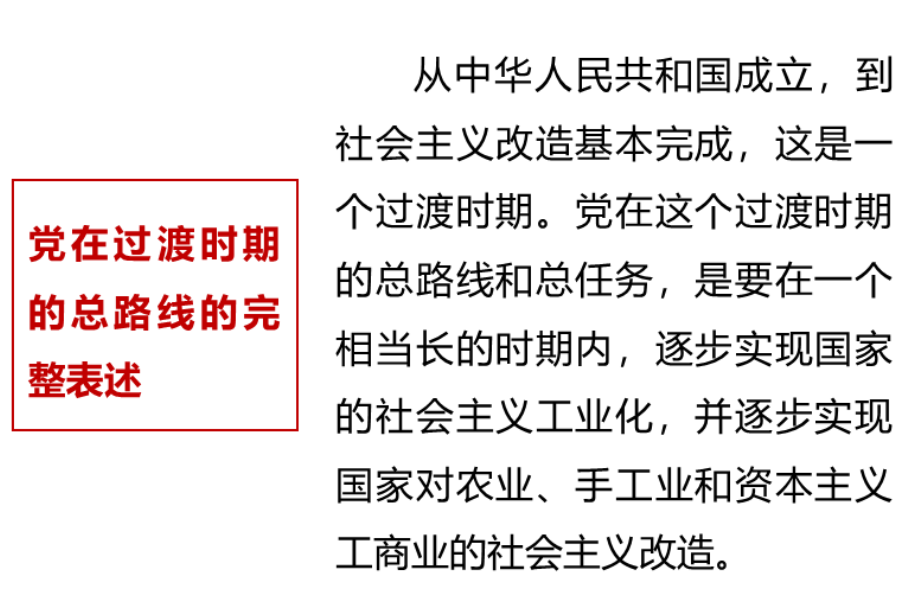 党在过渡时期
的总路线的完
整表述
从中华人民共和国成立，到
社会主义改造基本完成，这是一
个过渡时期。党在这个过渡时期
的总路线和总任务，是要在一个
相当长的时期内，逐步实现国家
的社会主义工业化，并逐步实现
国家对农业、手工业和资本主义
工商业的社会主义改造。